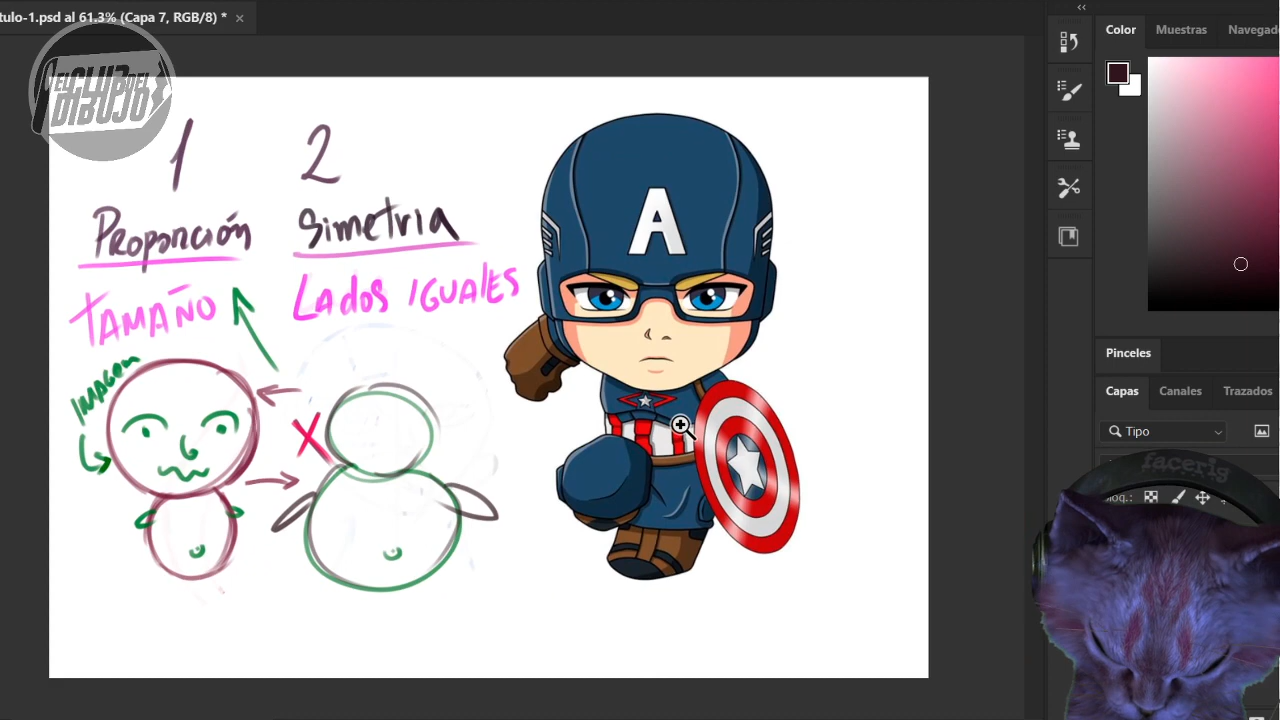 tulo-1.psd al 61.3% (Capa 7, RGB/8) *
EL CLUB DEL
DIBUJO
1 2
Proporción Simetria
TAMAÑO LADOS IGUALES
IMAGEN
A
Color Muestras Navegad
Pinceles
Capas Canales Trazados
Tipo
Bloq.:
facerig